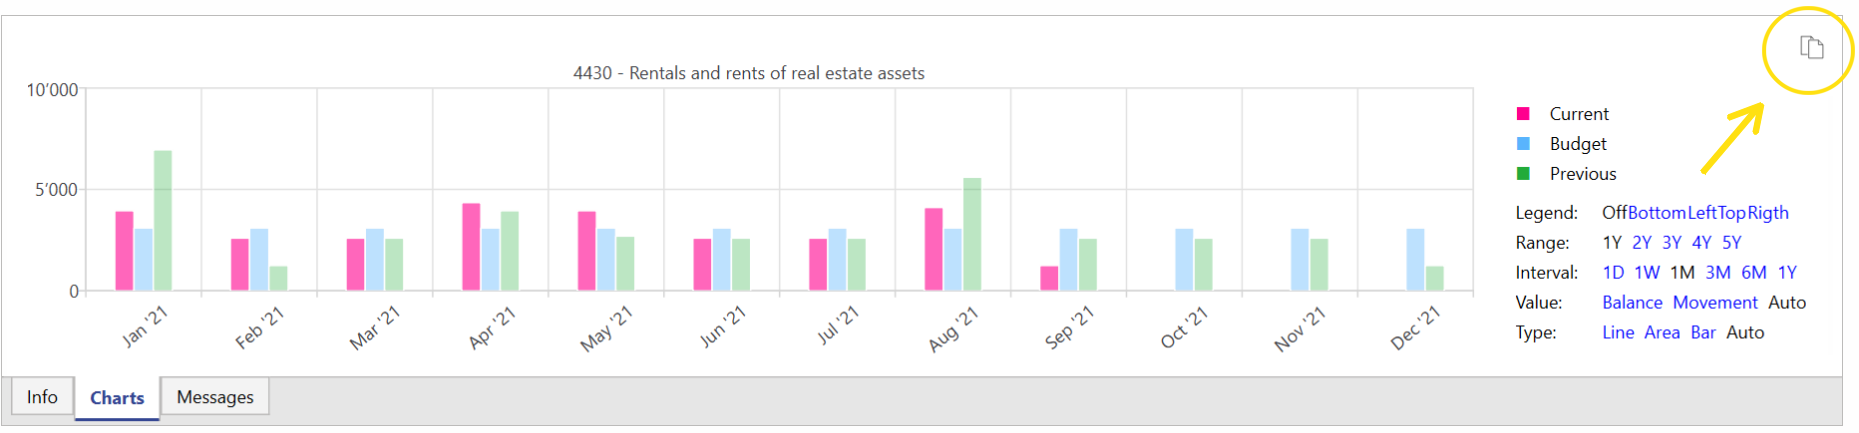 4430 - Rentals and rents of real estate assets
10’000
5’000
0
Jan '21
Feb '21
Mar '21
Apr '21
May '21
Jun '21
Jul '21
Aug '21
Sep '21
Oct '21
Nov '21
Dec '21
Current
Budget
Previous
Legend: OffBottomLeftTopRigth
Range: 1Y 2Y 3Y 4Y 5Y
Interval: 1D 1W 1M 3M 6M 1Y
Value: Balance Movement Auto
Type: Line Area Bar Auto
Info Charts Messages